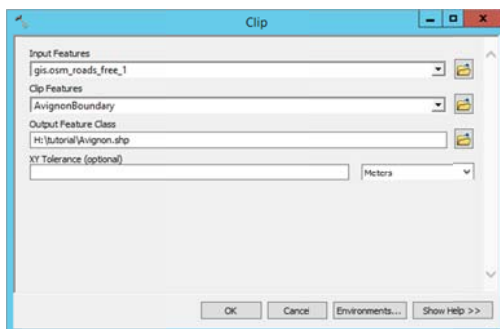 Clip
Input Features
gis.osm_roads_free_1
Clip Features
AvignonBoundary
Output Feature Class
H:\tutorial\Avignon.shp
XY Tolerance (optional)
Meters
OK Cancel Environments... Show Help >>